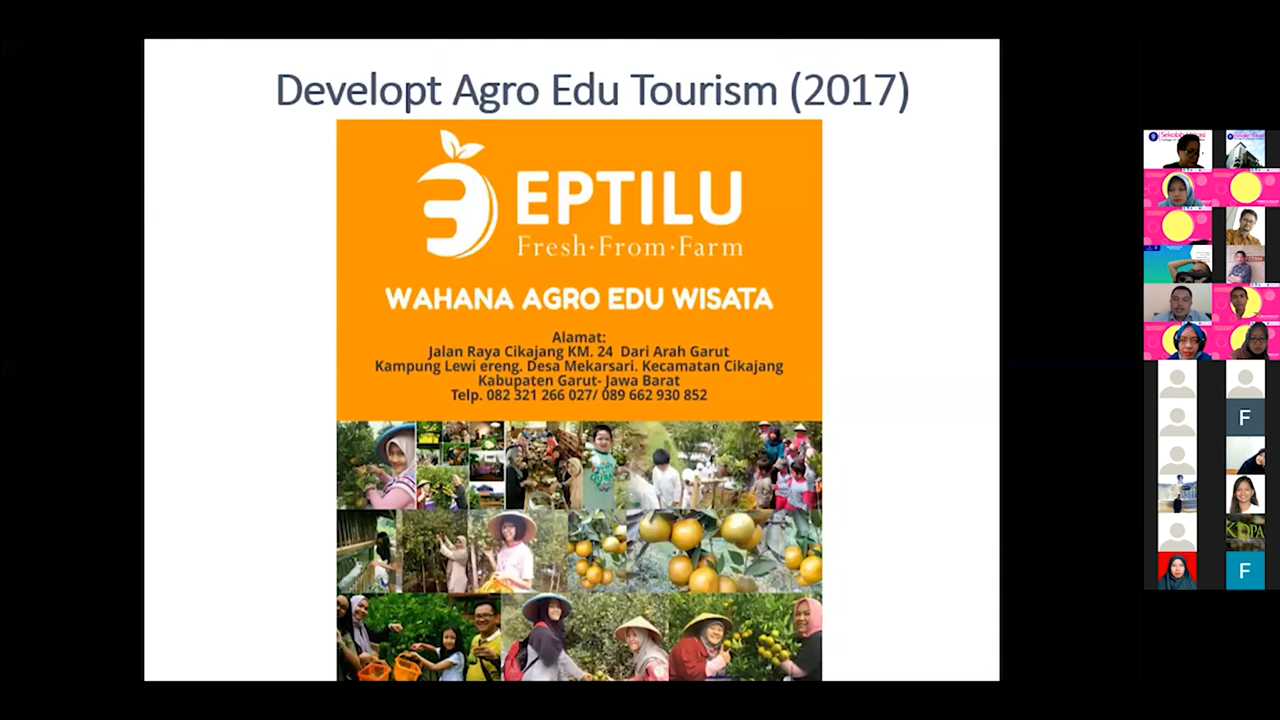 Developt Agro Edu Tourism (2017)
EPTILU
Fresh·From·Farm
WAHANA AGRO EDU WISATA
Alamat:
Jalan Raya Cikajang KM. 24 Dari Arah Garut
Kampung Lewi ereng. Desa Mekarsari. Kecamatan Cikajang
Kabupaten Garut- Jawa Barat
Telp. 082 321 266 027/ 089 662 930 852
F
F